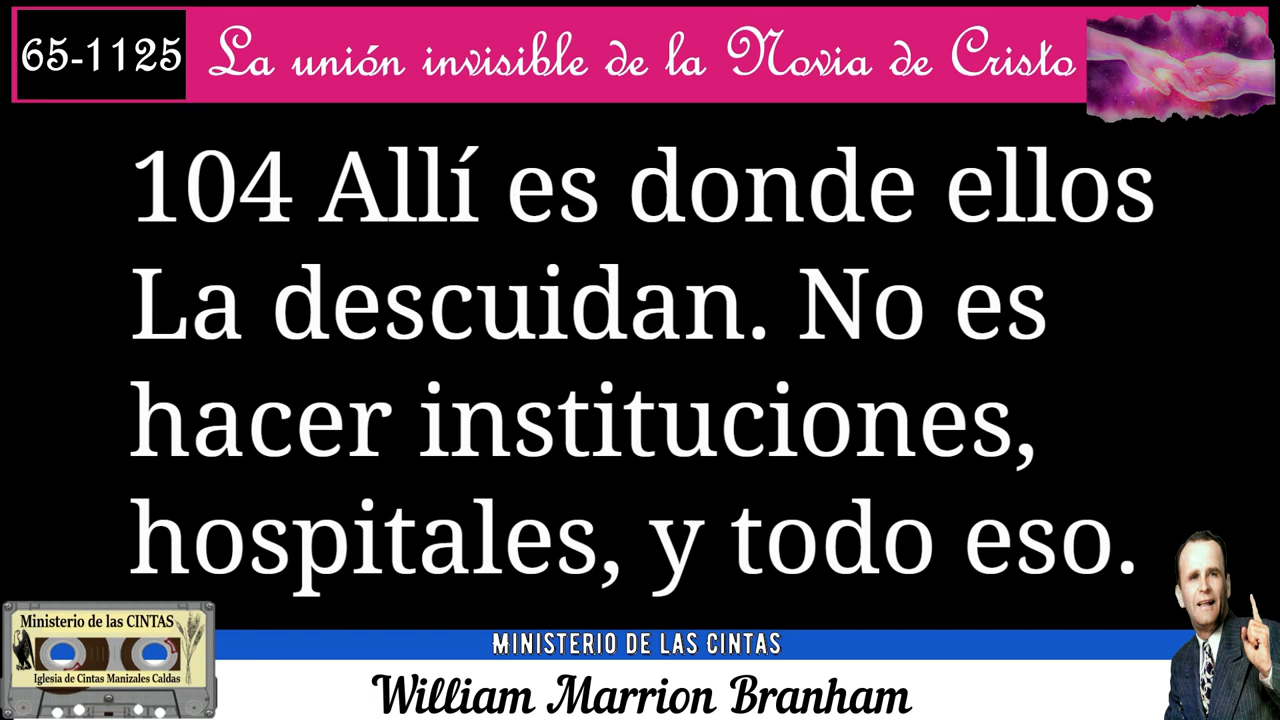 65-1125 La unión invisible de la Novia de Cristo
104 Allí es donde ellos
La descuidan. No es
hacer instituciones,
hospitales, y todo eso.
Ministerio de las CINTAS
Iglesia de Cintas Manizales Caldas
MINISTERIO DE LAS CINTAS
William Marrion Branham